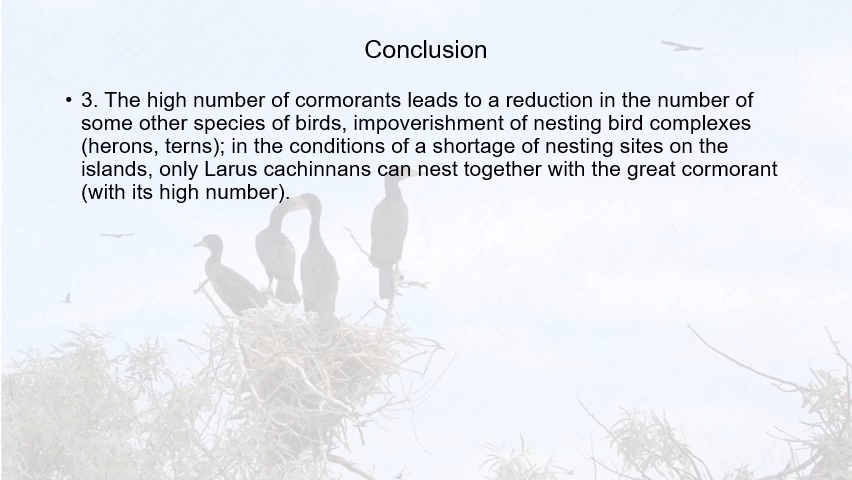 Conclusion
• 3. The high number of cormorants leads to a reduction in the number of
some other species of birds, impoverishment of nesting bird complexes
(herons, terns); in the conditions of a shortage of nesting sites on the
islands, only Larus cachinnans can nest together with the great cormorant
(with its high number).